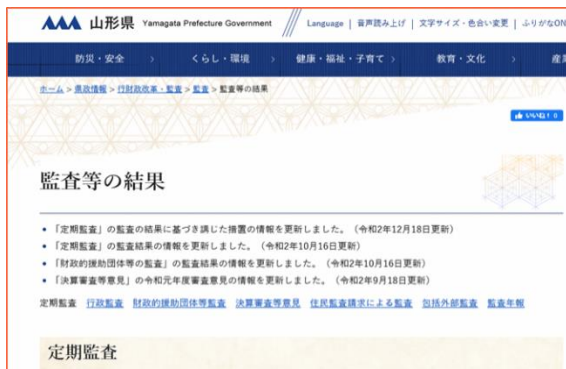 山形県 Yamagata Prefecture Government Language | 音声読み上げ | 文字サイズ・色合い変更 | ふりがなON
防災・安全 > くらし・環境 > 健康・福祉・子育て > 教育・文化 > 産
ホーム > 県政情報 > 行財政改革・監査 > 監査 > 監査等の結果
いいね! 0
監査等の結果
• 「定期監査」の監査の結果に基づき講じた措置の情報を更新しました。（令和2年12月18日更新）
• 「定期監査」の監査結果の情報を更新しました。（令和2年10月16日更新）
• 「財政的援助団体等の監査」の監査結果の情報を更新しました。（令和2年10月16日更新）
• 「決算審査等意見」の令和元年度審査意見の情報を更新しました。（令和2年9月18日更新）
定期監査 行政監査 財政的援助団体等監査 決算審査等意見 住民監査請求による監査 包括外部監査 監査年報
定期監査